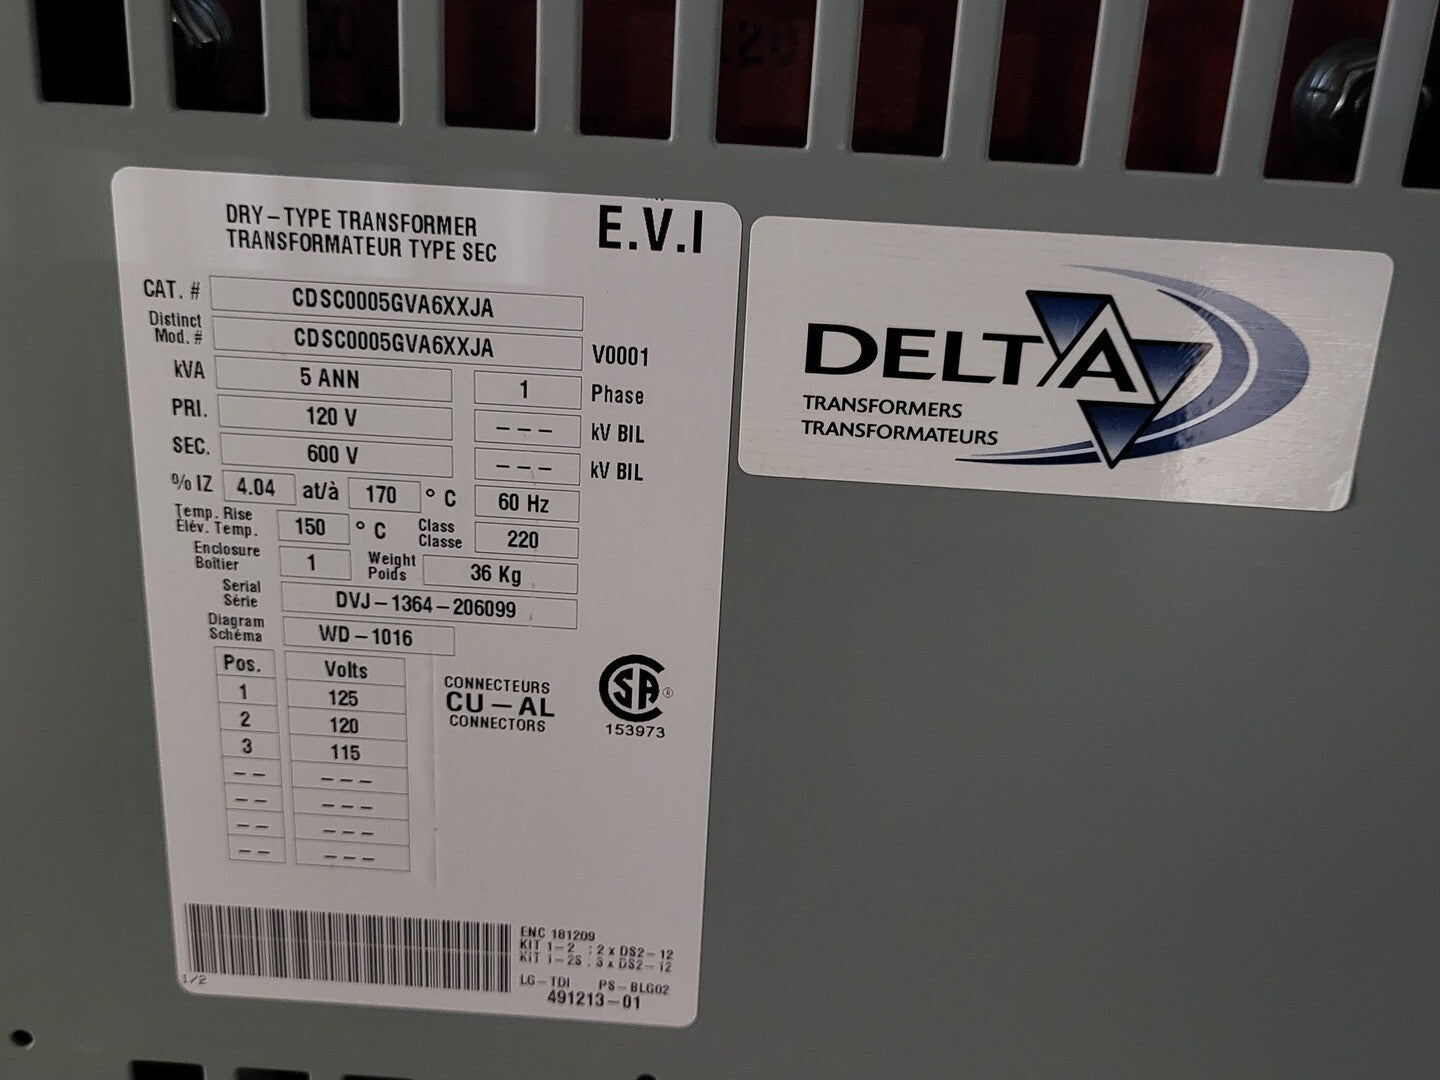 DRY-TYPE TRANSFORMER
TRANSFORMATEUR TYPE SEC
E.V.I
CAT. # CDSC0005GVA6XXJA
Distinct Mod. # CDSC0005GVA6XXJA V0001
kVA 5 ANN 1 Phase
PRI. 120 V --- kV BIL
SEC. 600 V --- kV BIL
% IZ 4.04 at/à 170 °C 60 Hz
Temp. Rise
Élév. Temp. 150 °C Class
Classe 220
Enclosure
Boîtier 1 Weight
Poids 36 Kg
Serial
Série DVJ-1364-206099
Diagram
Schéma WD-1016
Pos. Volts
1 125
2 120
3 115
-- ---
-- ---
-- ---
-- ---
CONNECTEURS
CU-AL
CONNECTORS
CSA ®
153973
1/2
ENC 181209
KIT 1-2 : 2 x DS2-12
KIT 1-2S : 3 x DS2-12
LG-TDI PS-BLG02
491213-01
DELTA
TRANSFORMERS
TRANSFORMATEURS